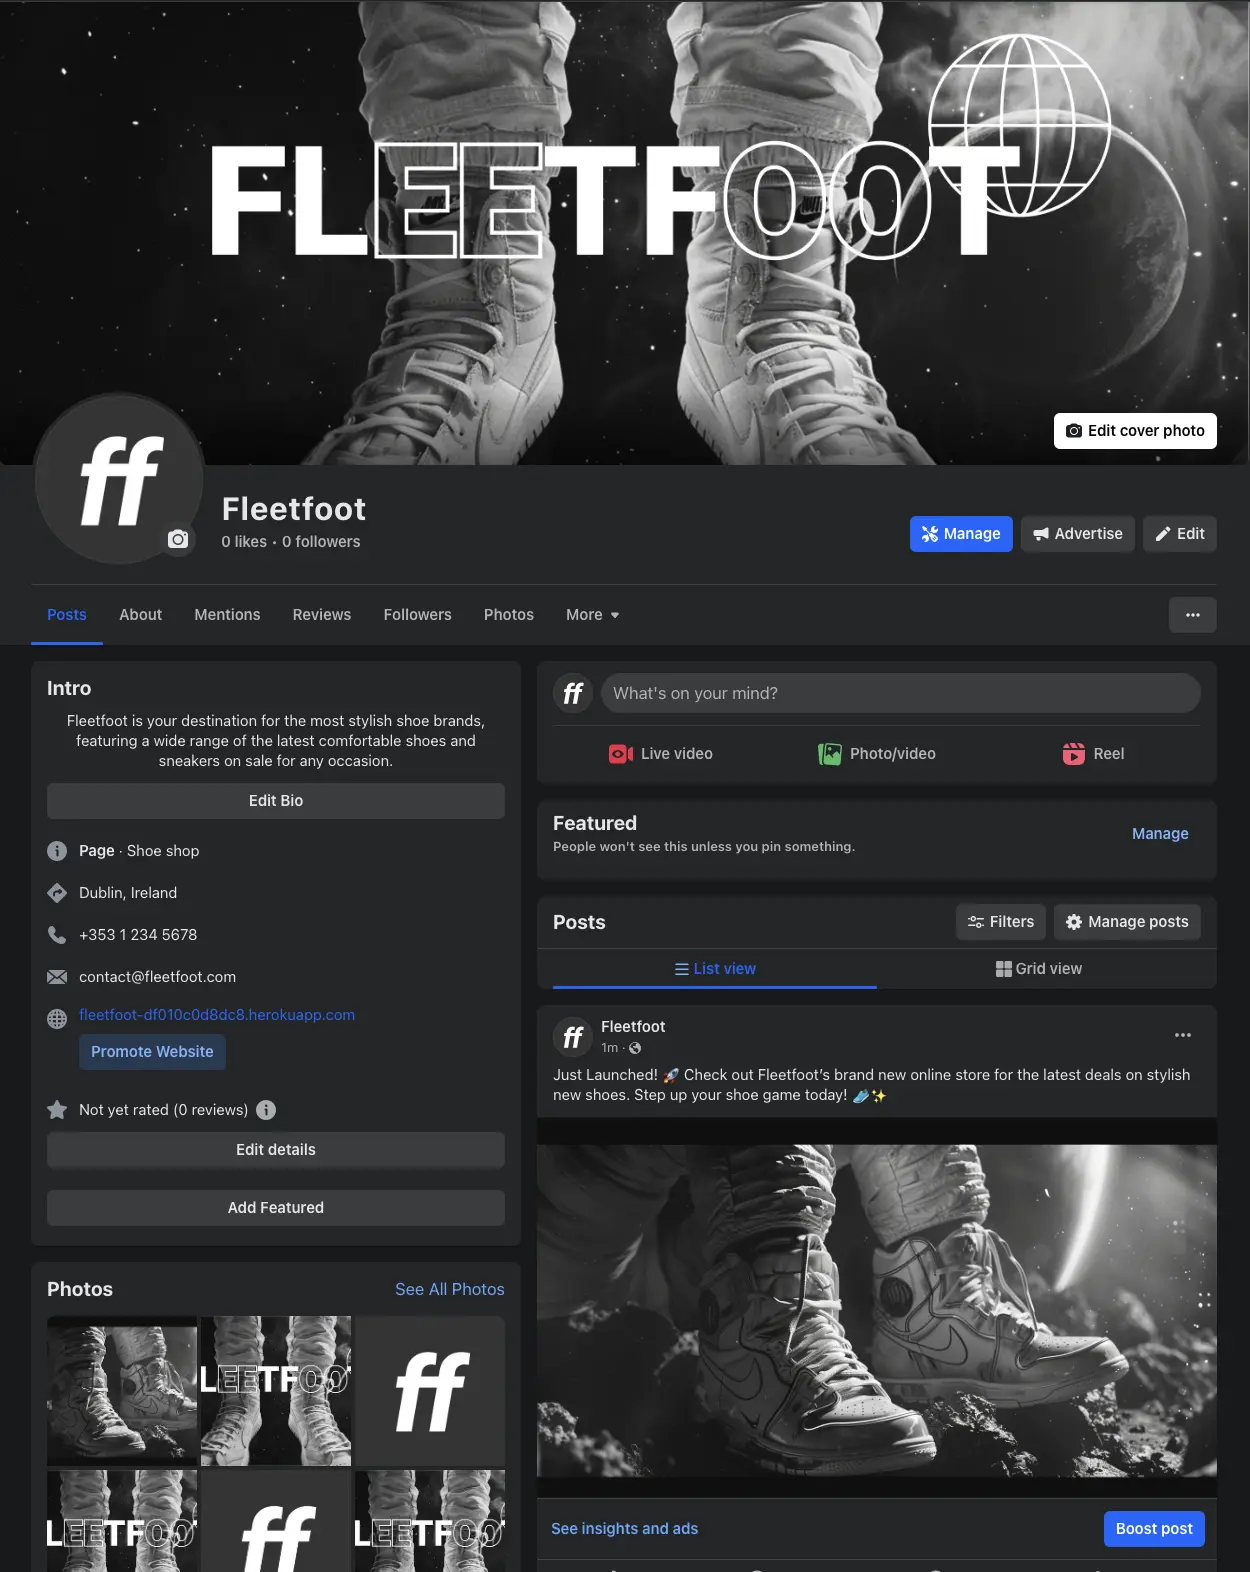 FLEETFOOT
Edit cover photo
ff
Fleetfoot
0 likes • 0 followers
Manage
Advertise
Edit
Posts
About
Mentions
Reviews
Followers
Photos
More
Intro
Fleetfoot is your destination for the most stylish shoe brands,
featuring a wide range of the latest comfortable shoes and
sneakers on sale for any occasion.
Edit Bio
Page · Shoe shop
Dublin, Ireland
+353 1 234 5678
contact@fleetfoot.com
fleetfoot-df010c0d8dc8.herokuapp.com
Promote Website
Not yet rated (0 reviews)
Edit details
Add Featured
Photos
See All Photos
LEETFOO
ff
LEETFOO
ff
LEETFOO
ff
What's on your mind?
Live video
Photo/video
Reel
Featured
People won't see this unless you pin something.
Manage
Posts
Filters
Manage posts
List view
Grid view
ff
Fleetfoot
1m ·
Just Launched! 🚀 Check out Fleetfoot’s brand new online store for the latest deals on stylish
new shoes. Step up your shoe game today! 👟✨
See insights and ads
Boost post